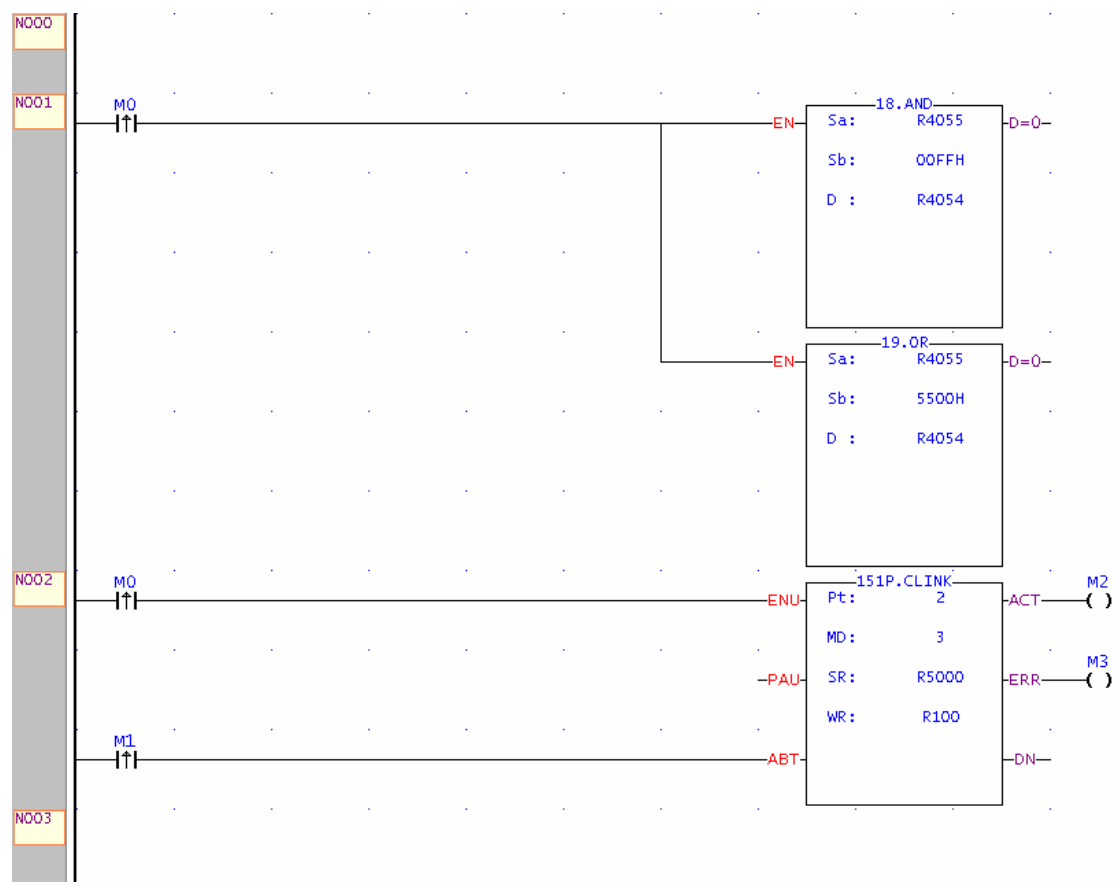 N000
N001
M0
EN
18.AND
Sa: R4055
D=0
Sb: 00FFH
D : R4054
EN
19.OR
Sa: R4055
D=0
Sb: 5500H
D : R4054
N002
M0
ENU
151P.CLINK
Pt: 2
ACT
M2
( )
MD: 3
PAU
SR: R5000
ERR
M3
( )
WR: R100
M1
ABT
DN
N003